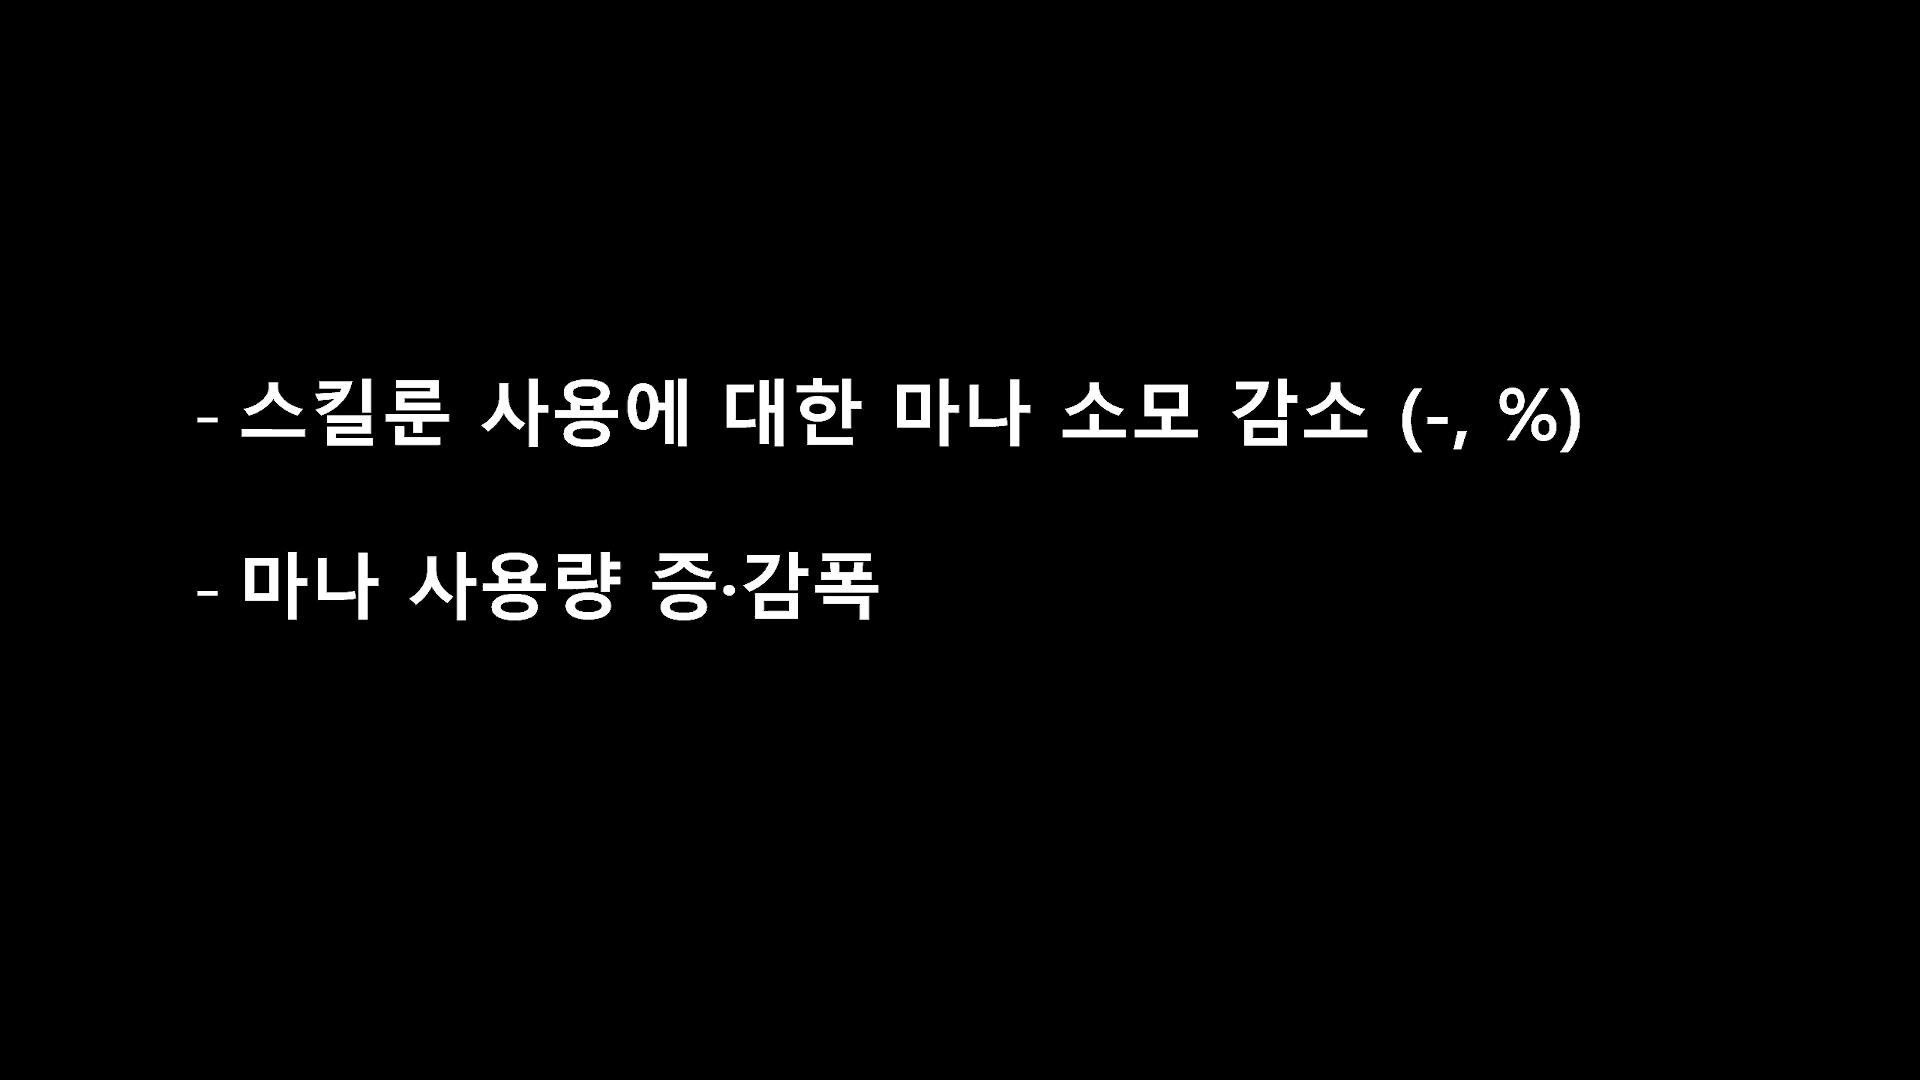 - 스킬룬 사용에 대한 마나 소모 감소 (-, %)
- 마나 사용량 증·감폭